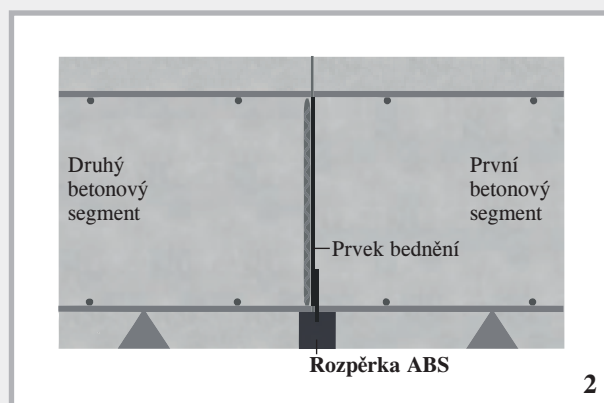 Druhý
betonový
segment
První
betonový
segment
Prvek bednění
Rozpěrka ABS
2